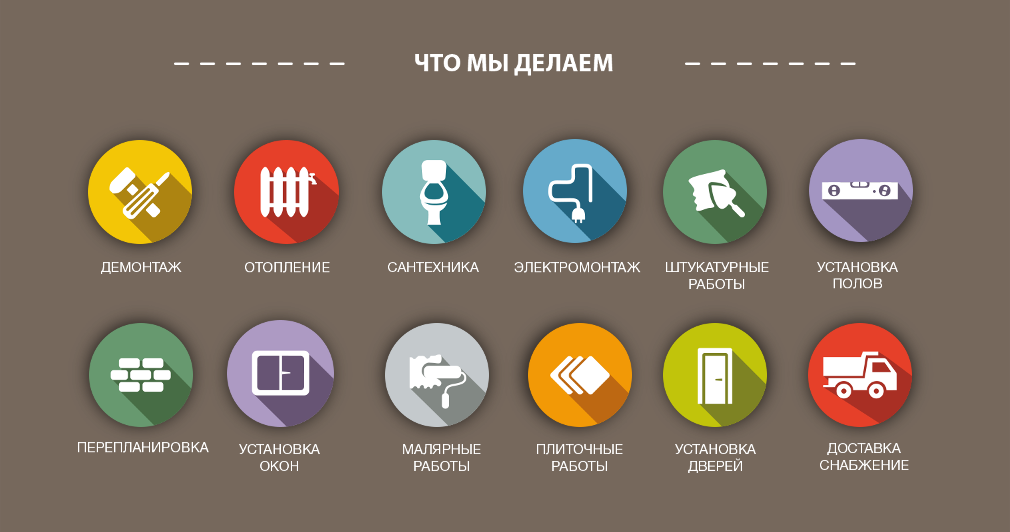 ЧТО МЫ ДЕЛАЕМ
ДЕМОНТАЖ
ОТОПЛЕНИЕ
САНТЕХНИКА
ЭЛЕКТРОМОНТАЖ
ШТУКАТУРНЫЕ
РАБОТЫ
УСТАНОВКА
ПОЛОВ
ПЕРЕПЛАНИРОВКА
УСТАНОВКА
ОКОН
МАЛЯРНЫЕ
РАБОТЫ
ПЛИТОЧНЫЕ
РАБОТЫ
УСТАНОВКА
ДВЕРЕЙ
ДОСТАВКА
СНАБЖЕНИЕ